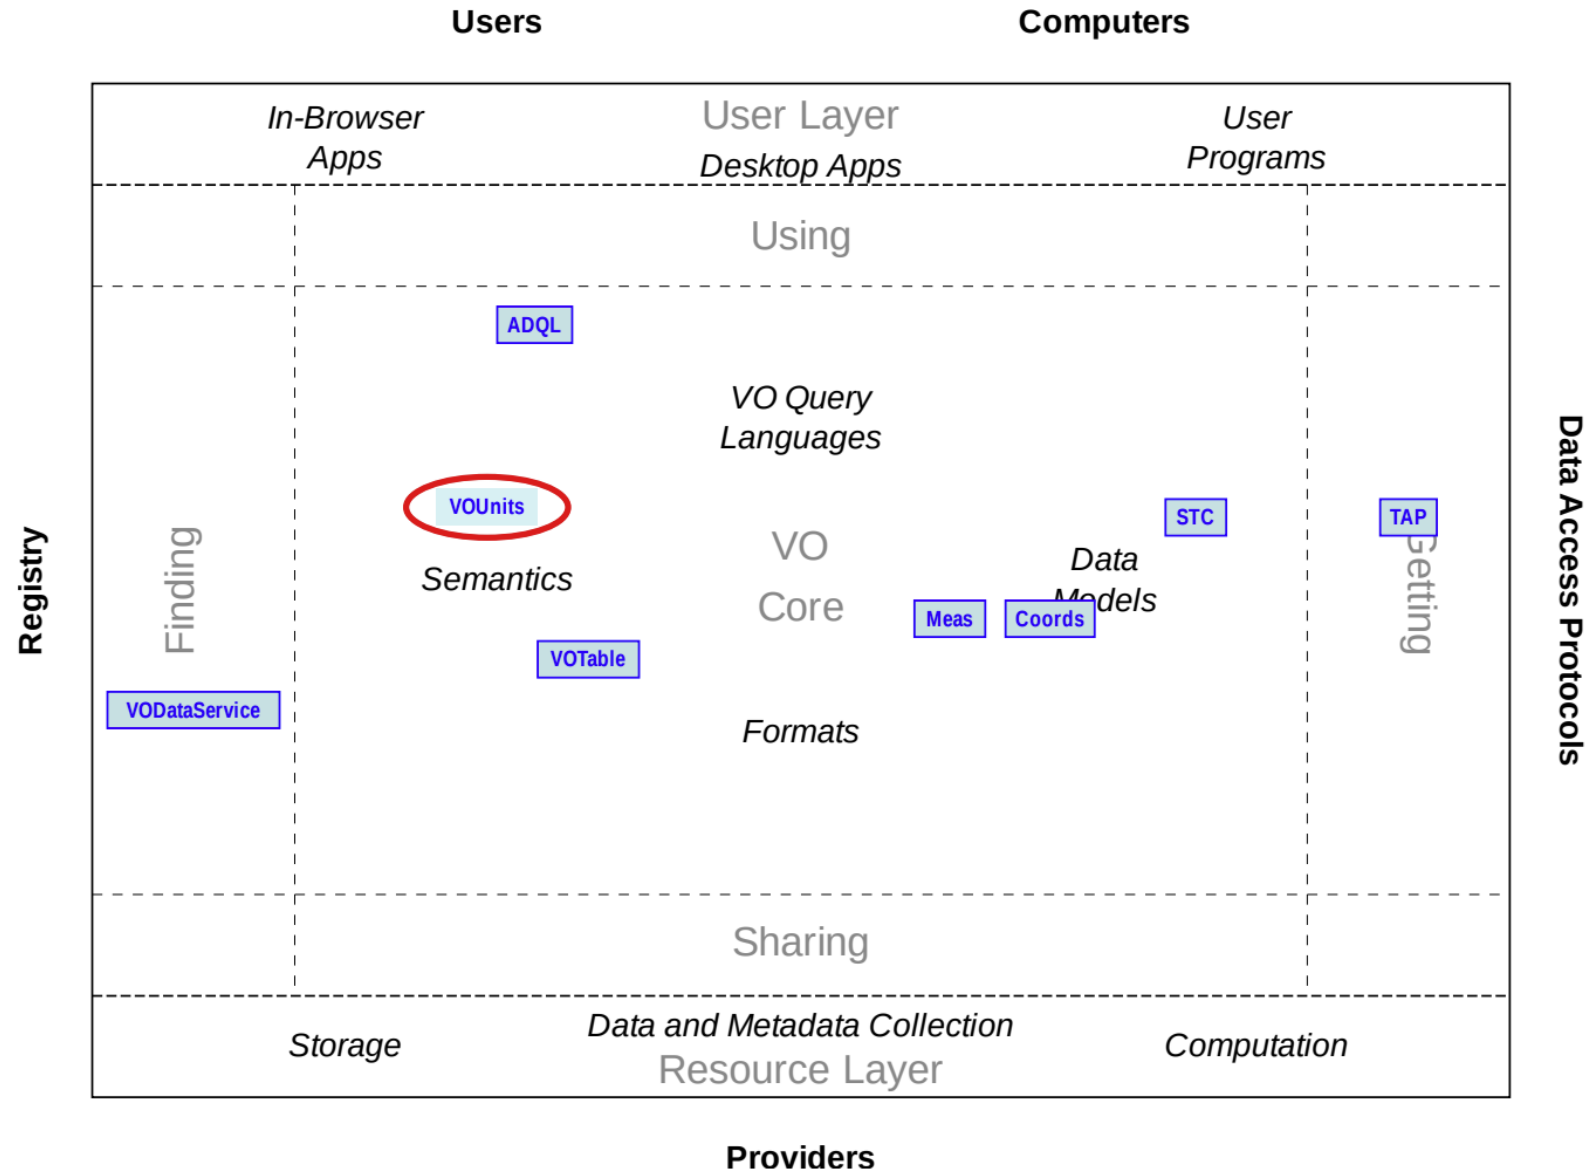 Users
Computers
In-Browser
Apps
User Layer
Desktop Apps
User
Programs
Using
ADQL
VO Query
Languages
VOUnits
Semantics
VO
Core
STC
Data
Models
TAP
Getting
Meas
Coords
Registry
Finding
Data Access Protocols
VOTable
VODataService
Formats
Sharing
Storage
Data and Metadata Collection
Resource Layer
Computation
Providers